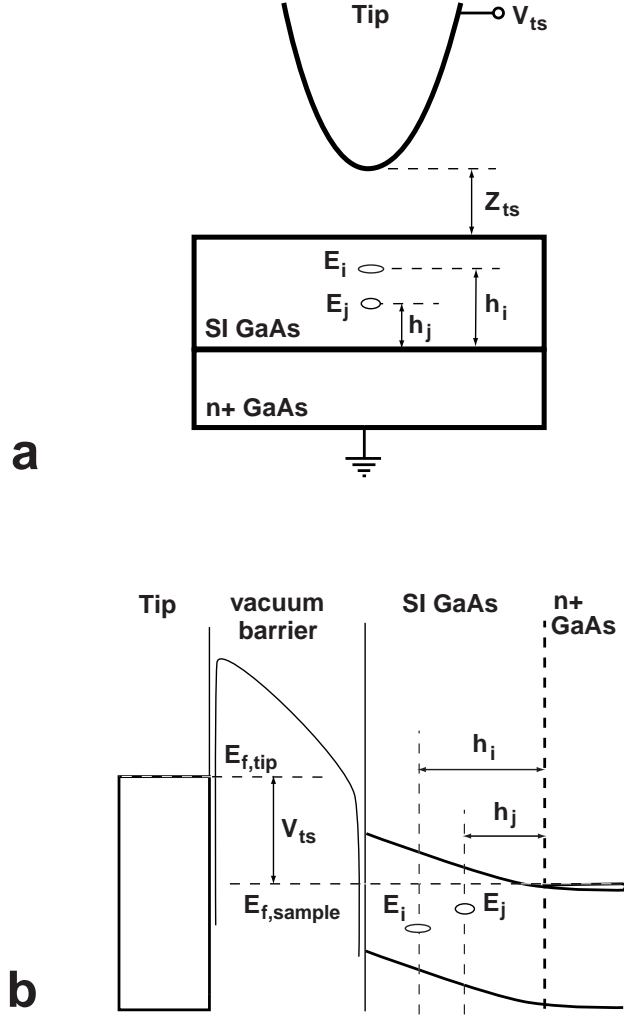 Tip
V_ts
Z_ts
E_i
E_j
h_i
h_j
SI GaAs
n+ GaAs
a
Tip
vacuum
barrier
SI GaAs
n+
GaAs
h_i
E_f,tip
h_j
V_ts
E_f,sample
E_i
E_j
b